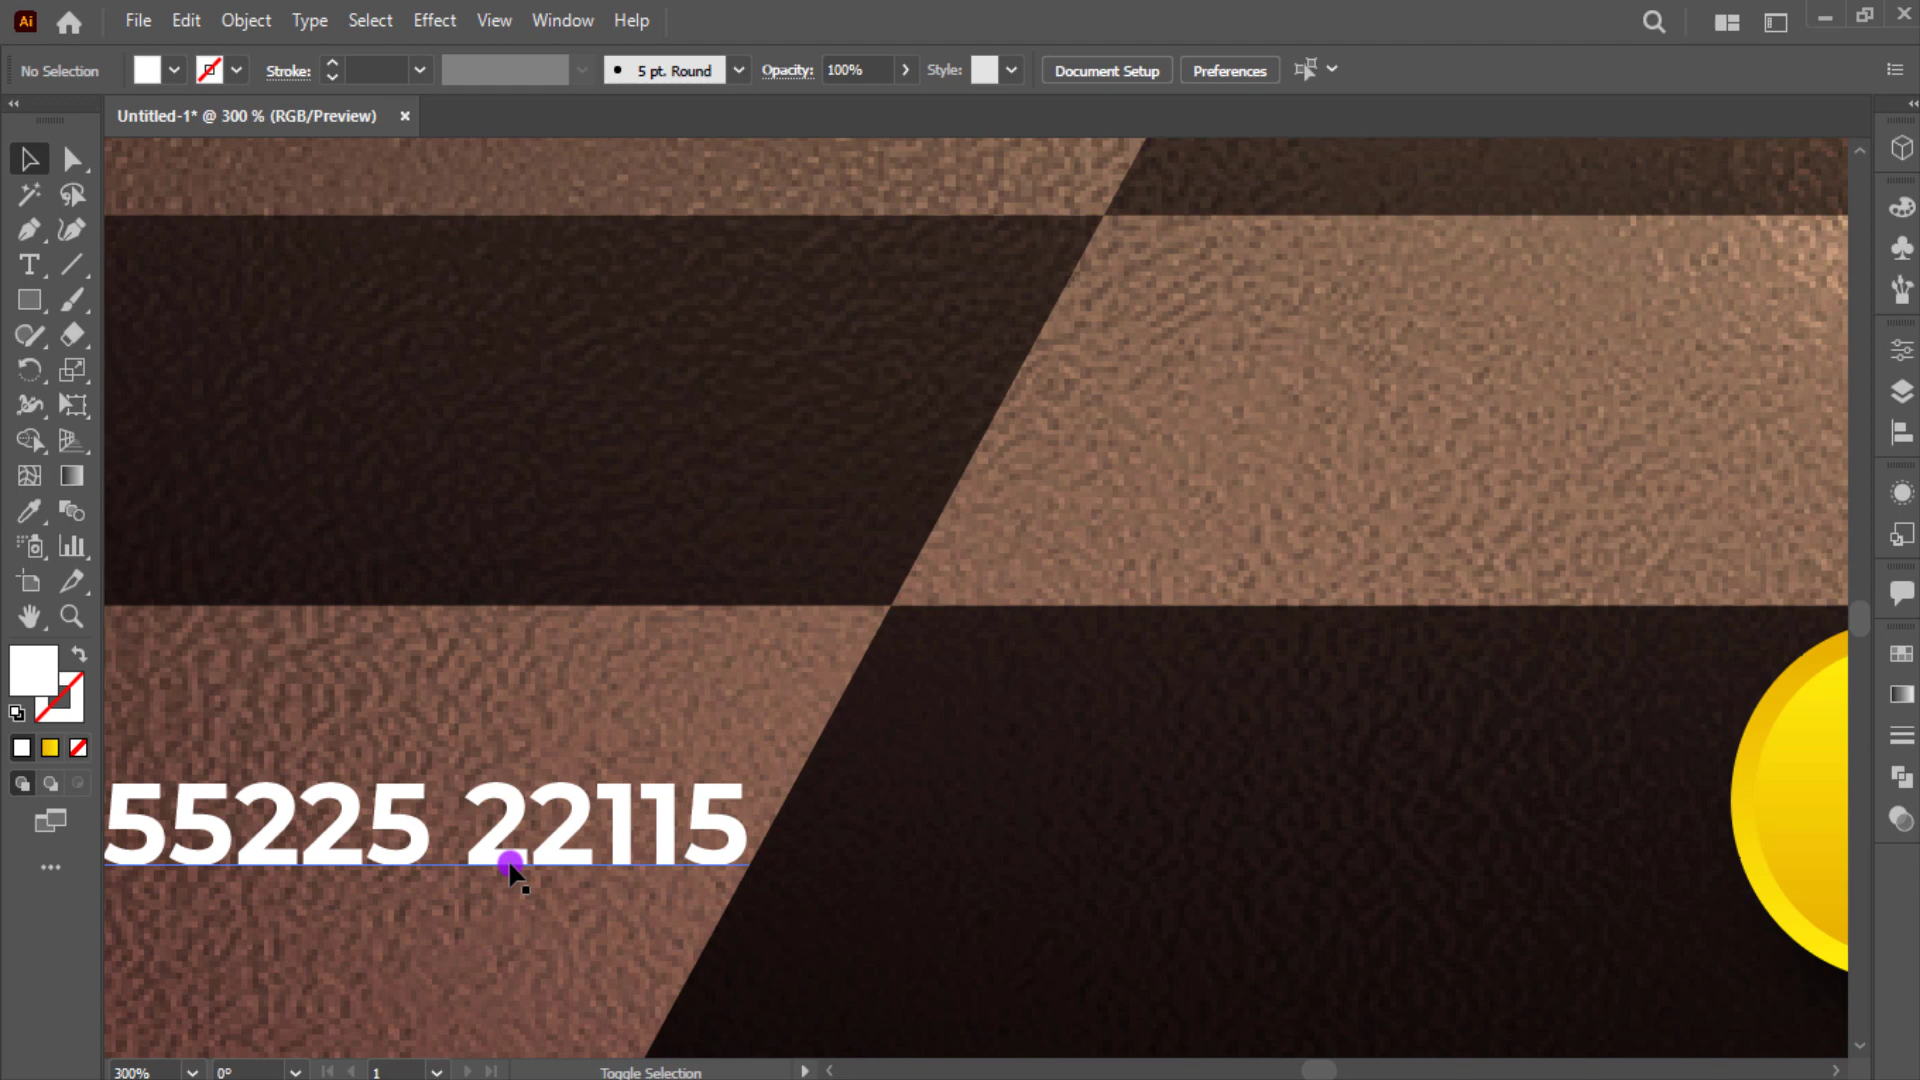 Ai File Edit Object Type Select Effect View Window Help
No Selection Stroke: 5 pt. Round Opacity: 100% Style: Document Setup Preferences
Untitled-1* @ 300 % (RGB/Preview) ×
55225 22115
300% 0° 1 Toggle Selection